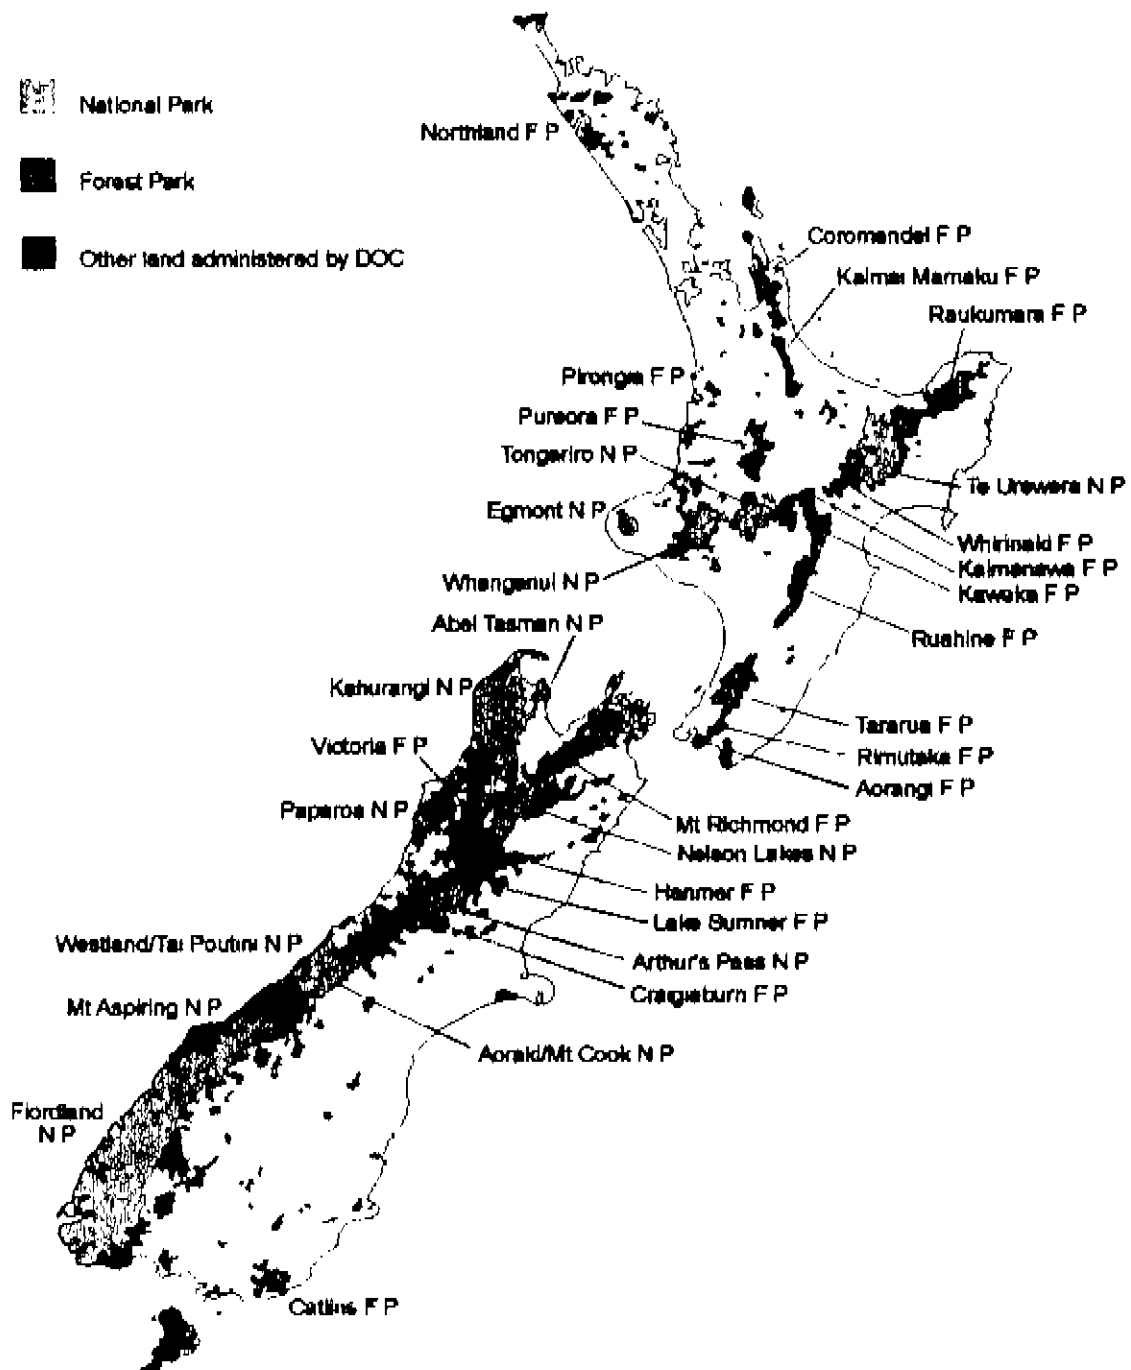 National Park
Forest Park
Other land administered by DOC
Northland F P
Coromandel F P
Kaimai Mamaku F P
Raukumara F P
Pirongia F P
Pureora F P
Tongariro N P
Te Urewera N P
Egmont N P
Whirinaki F P
Kaimanawa F P
Whanganui N P
Kaweka F P
Abel Tasman N P
Ruahine F P
Kahurangi N P
Tararua F P
Victoria F P
Rimutaka F P
Aorangi F P
Paparoa N P
Mt Richmond F P
Nelson Lakes N P
Hanmer F P
Lake Sumner F P
Westland/Tai Poutini N P
Arthur's Pass N P
Craigieburn F P
Mt Aspiring N P
Aoraki/Mt Cook N P
Fiordland
N P
Catlins F P